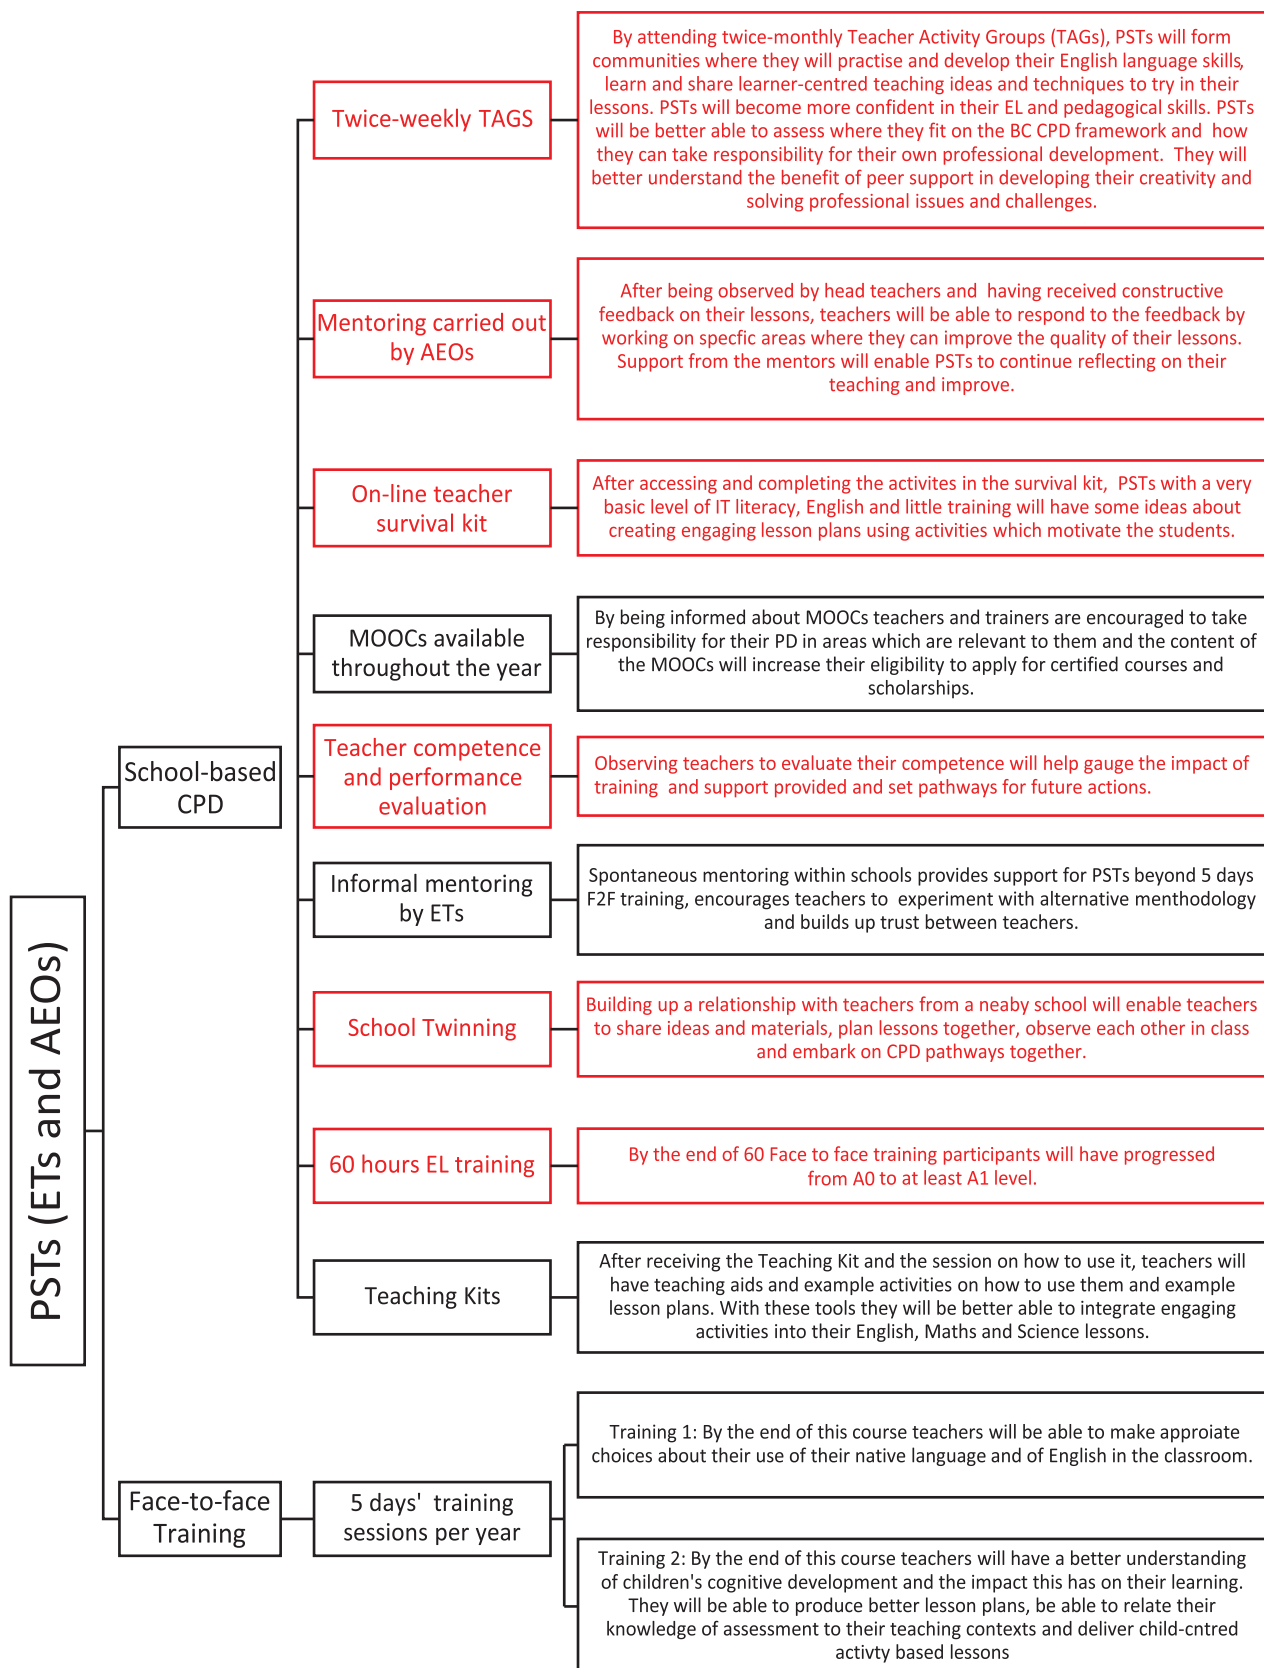 PSTs (ETs and AEOs)
School-based
CPD
Twice-weekly TAGS
By attending twice-monthly Teacher Activity Groups (TAGs), PSTs will form
communities where they will practise and develop their English language skills,
learn and share learner-centred teaching ideas and techniques to try in their
lessons. PSTs will become more confident in their EL and pedagogical skills. PSTs
will be better able to assess where they fit on the BC CPD framework and how
they can take responsibility for their own professional development. They will
better understand the benefit of peer support in developing their creativity and
solving professional issues and challenges.
Mentoring carried out
by AEOs
After being observed by head teachers and having received constructive
feedback on their lessons, teachers will be able to respond to the feedback by
working on specfic areas where they can improve the quality of their lessons.
Support from the mentors will enable PSTs to continue reflecting on their
teaching and improve.
On-line teacher
survival kit
After accessing and completing the activites in the survival kit, PSTs with a very
basic level of IT literacy, English and little training will have some ideas about
creating engaging lesson plans using activities which motivate the students.
MOOCs available
throughout the year
By being informed about MOOCs teachers and trainers are encouraged to take
responsibility for their PD in areas which are relevant to them and the content of
the MOOCs will increase their eligibility to apply for certified courses and
scholarships.
Teacher competence
and performance
evaluation
Observing teachers to evaluate their competence will help gauge the impact of
training and support provided and set pathways for future actions.
Informal mentoring
by ETs
Spontaneous mentoring within schools provides support for PSTs beyond 5 days
F2F training, encourages teachers to experiment with alternative menthodology
and builds up trust between teachers.
School Twinning
Building up a relationship with teachers from a neaby school will enable teachers
to share ideas and materials, plan lessons together, observe each other in class
and embark on CPD pathways together.
60 hours EL training
By the end of 60 Face to face training participants will have progressed
from A0 to at least A1 level.
Teaching Kits
After receiving the Teaching Kit and the session on how to use it, teachers will
have teaching aids and example activities on how to use them and example
lesson plans. With these tools they will be better able to integrate engaging
activities into their English, Maths and Science lessons.
Face-to-face
Training
5 days' training
sessions per year
Training 1: By the end of this course teachers will be able to make approiate
choices about their use of their native language and of English in the classroom.
Training 2: By the end of this course teachers will have a better understanding
of children's cognitive development and the impact this has on their learning.
They will be able to produce better lesson plans, be able to relate their
knowledge of assessment to their teaching contexts and deliver child-cntred
activty based lessons